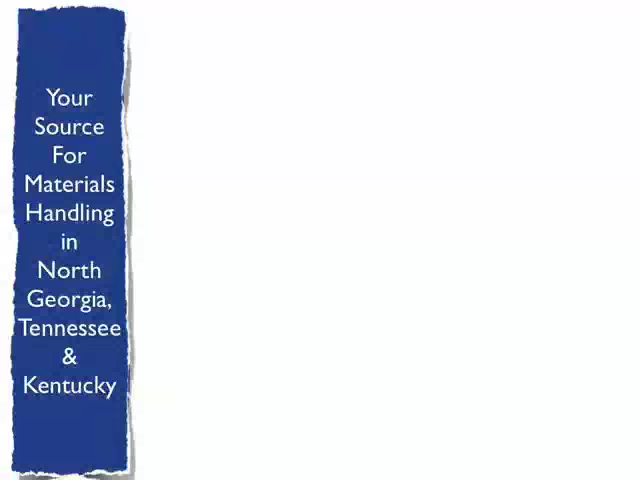 Your
Source
For
Materials
Handling
in
North
Georgia,
Tennessee
&
Kentucky